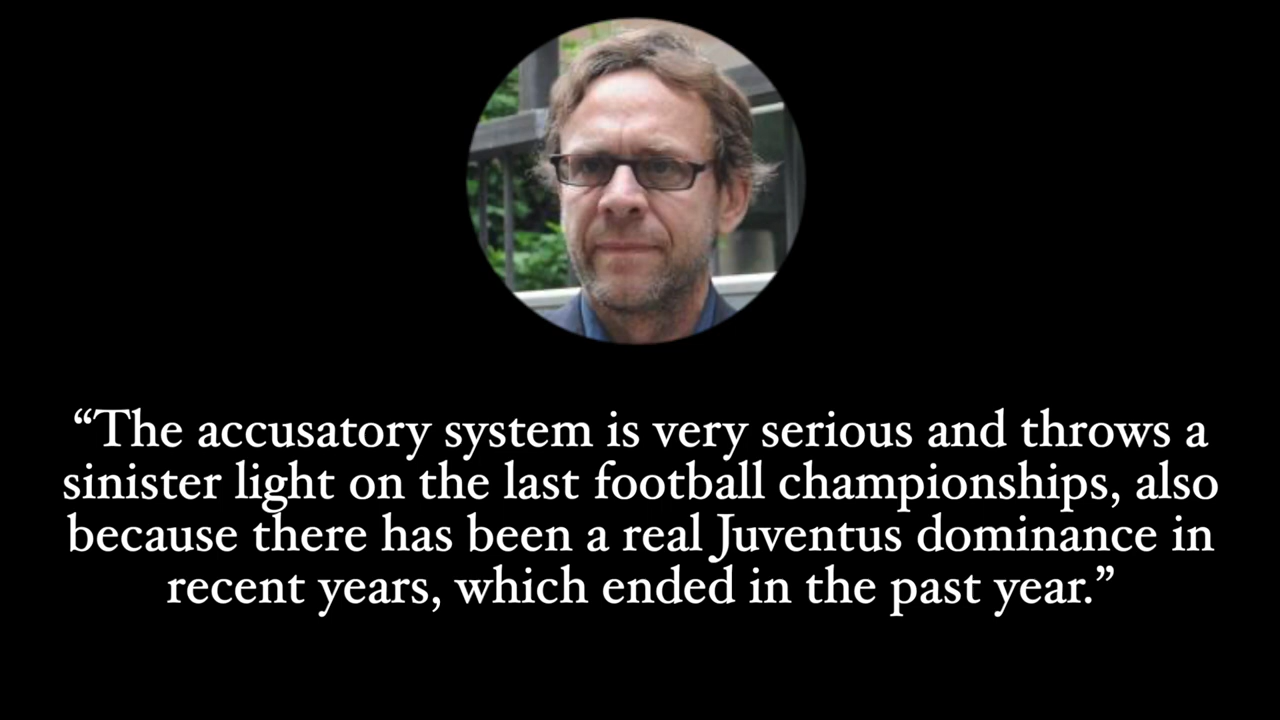 “The accusatory system is very serious and throws a
sinister light on the last football championships, also
because there has been a real Juventus dominance in
recent years, which ended in the past year.”